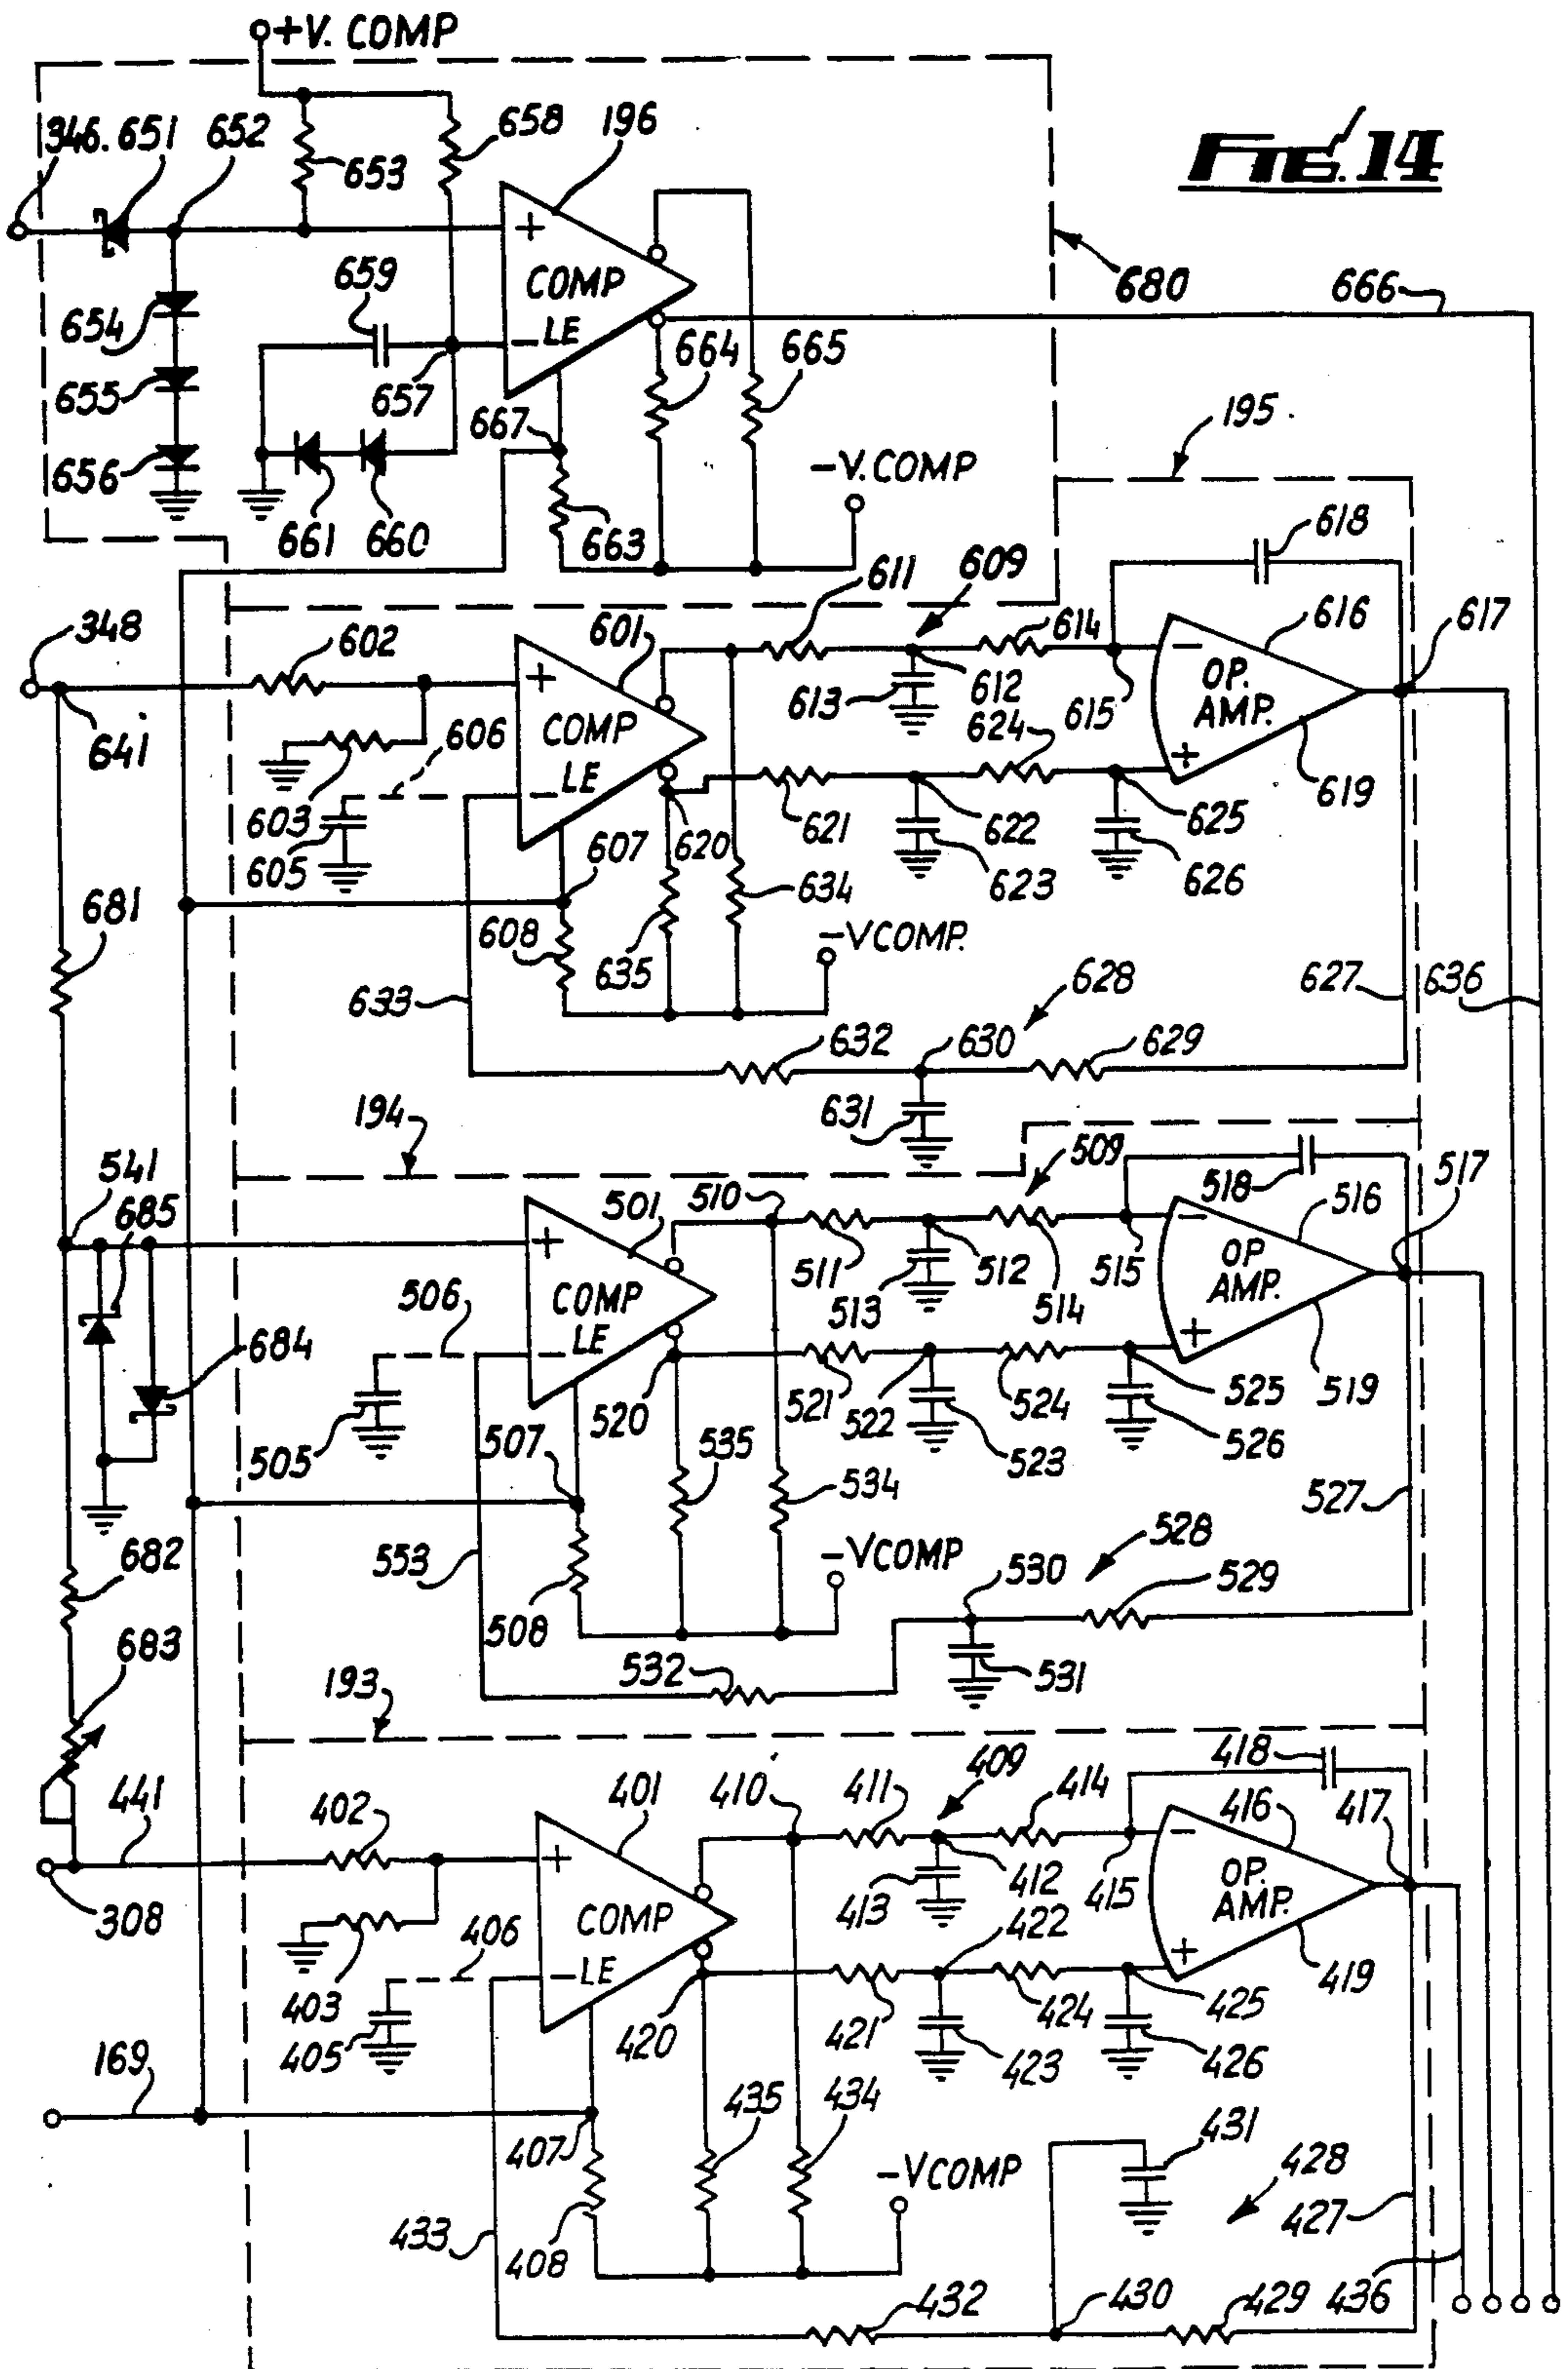 +V. COMP
FIG. 14
346. 651 652 653 658 196
680 666
COMP
LE
+
−
654 659 664 665
655 657 667
656 661 660 663
−V. COMP
195.
348 602 601 611 609 614 618 616 617
+
COMP
LE
−
−
OP.
AMP.
+
641 606 613 612 615
624 619
603 605 607 620 621 622 625
623 626
681 608 635 634
−VCOMP.
633 628 627 636
632 630 629
631
194
541 685 501 510 509 518 516 517
+
COMP
LE
−
−
OP
AMP.
+
511 512 515
506 513 514
684 519
505 507 520 521 522 524 525
523 526
535 534 527
682 553 508
−VCOMP
528
530 529
683 193 532 531
441 402 401 410 411 409 414 418 416 417
+
COMP
LE
−
−
OP.
AMP.
+
308 413 412 415
406 422 419
403 405 420 421 424 425
423 426
169 407 435 434 431
−VCOMP
428
433 408 427
432 430 429 436